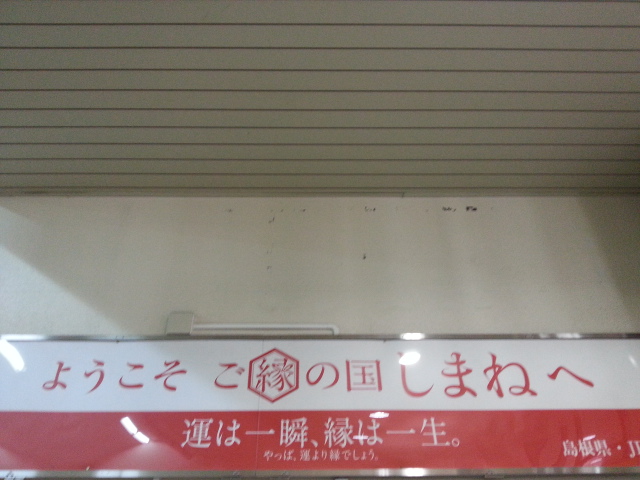 ようこそ ご縁の国しまねへ
運は一瞬、縁は一生。
やっぱ、運より縁でしょう。
島根県・J